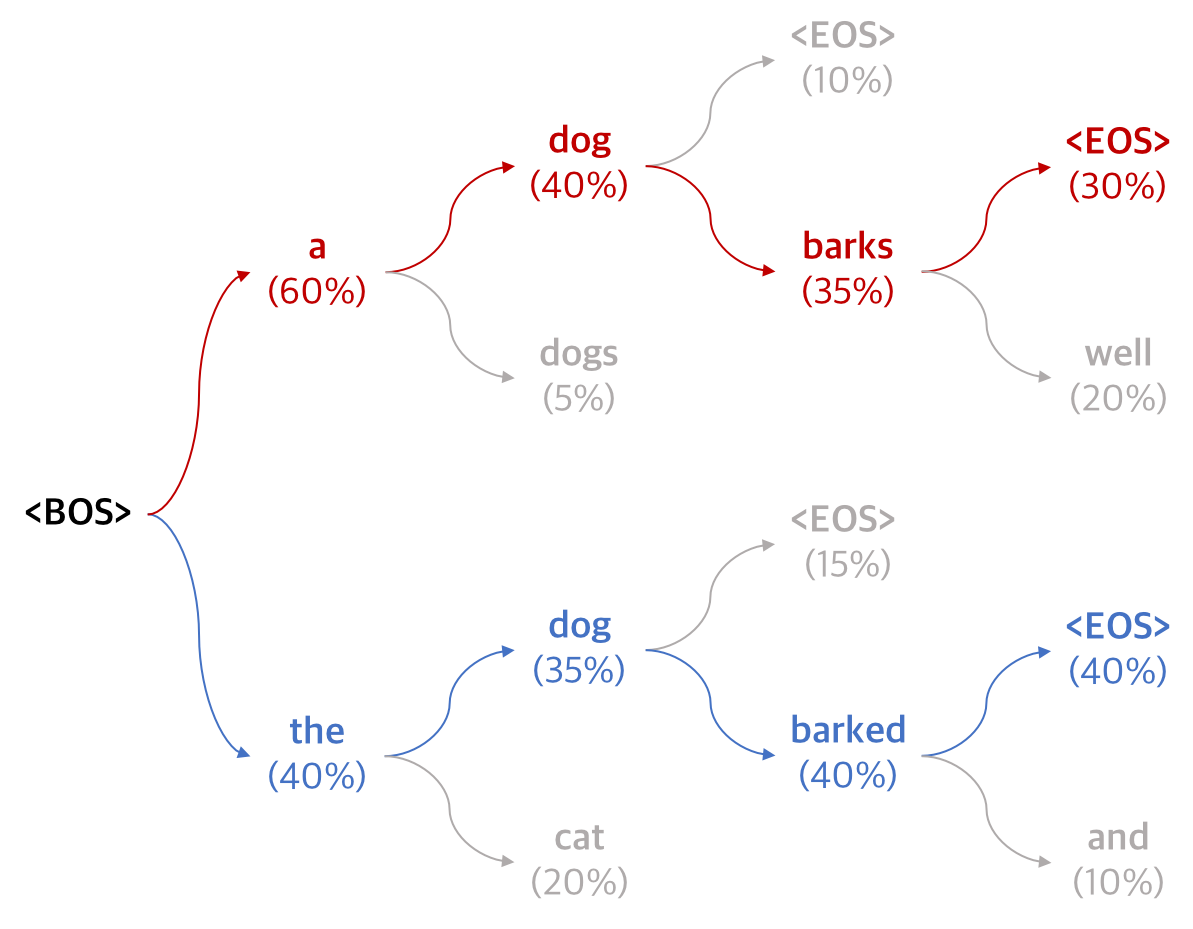 <EOS>
(10%)
dog
(40%)
<EOS>
(30%)
a
(60%)
barks
(35%)
dogs
(5%)
well
(20%)
<BOS>
<EOS>
(15%)
dog
(35%)
<EOS>
(40%)
the
(40%)
barked
(40%)
cat
(20%)
and
(10%)